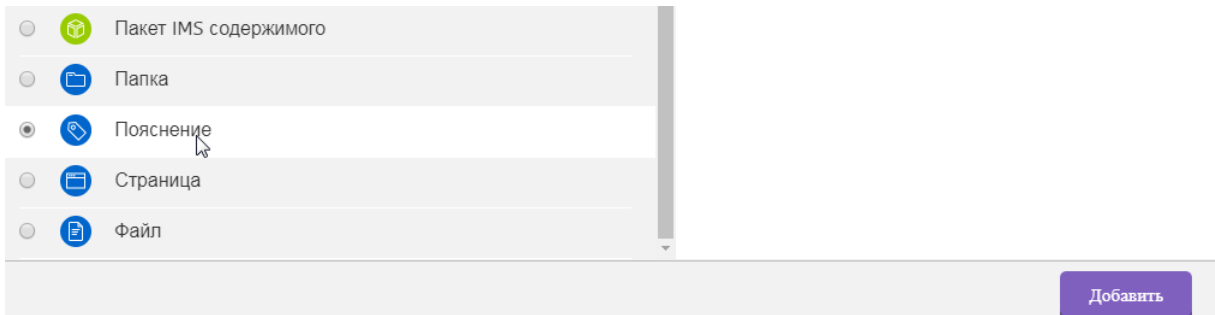 Пакет IMS содержимого
Папка
Пояснение
Страница
Файл
Добавить